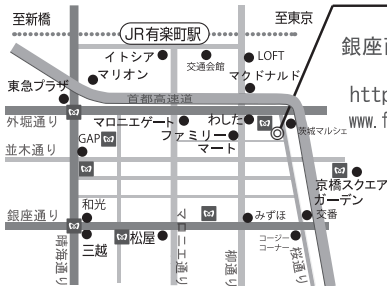 至新橋
至東京
JR有楽町駅
銀座
イトシア
交通会館
LOFT
マリオン
マクドナルド
東急プラザ
首都高速道
http
www. f
外堀通り
マロニエゲート
わした
茨城マルシェ
GAP
ファミリー
マート
並木通り
京橋スクエア
ガーデン
和光
銀座通り
みずほ
交番
三越
松屋
コージー
コーナー
晴海通り
マロニエ通り
柳通り
桜通り